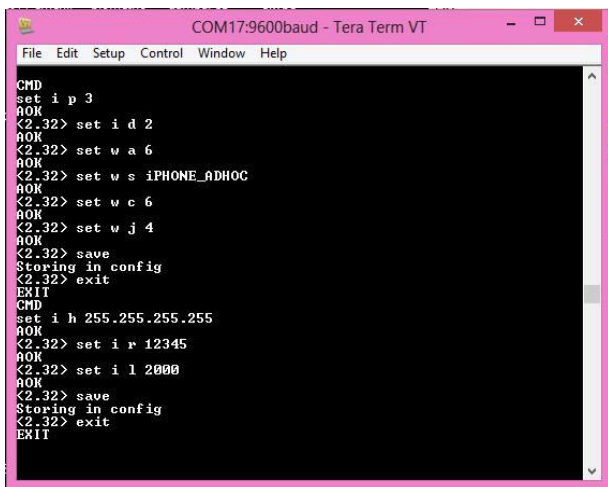 COM17:9600baud - Tera Term VT
File Edit Setup Control Window Help
CMD
set i p 3
AOK
<2.32> set i d 2
AOK
<2.32> set w a 6
AOK
<2.32> set w s iPHONE_ADHOC
AOK
<2.32> set w c 6
AOK
<2.32> set w j 4
AOK
<2.32> save
Storing in config
<2.32> exit
EXIT
CMD
set i h 255.255.255.255
AOK
<2.32> set i r 12345
AOK
<2.32> set i l 2000
AOK
<2.32> save
Storing in config
<2.32> exit
EXIT